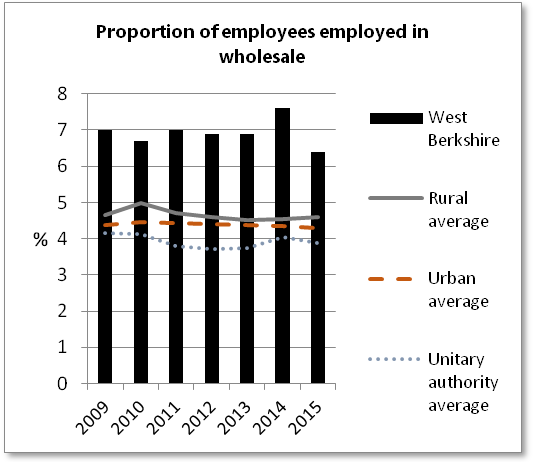 Proportion of employees employed in
wholesale
8
7
6
5
4
3
2
1
0
%
2009
2010
2011
2012
2013
2014
2015
West
Berkshire
Rural
average
Urban
average
Unitary
authority
average